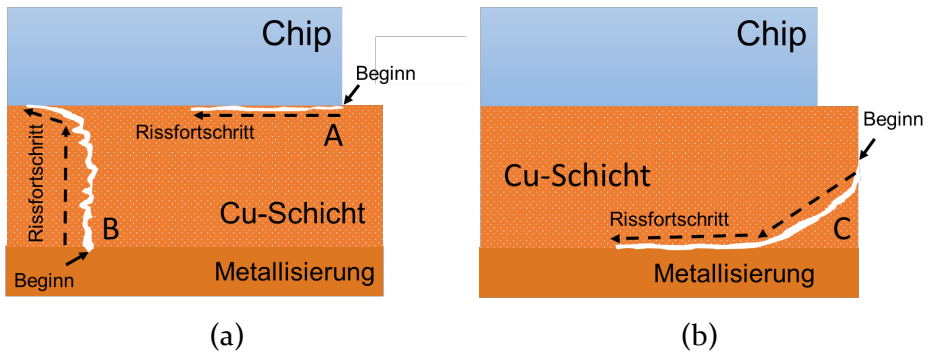 Chip
Beginn
Rissfortschritt
A
Rissfortschritt
B
Cu-Schicht
Beginn
Metallisierung
(a)
Chip
Beginn
Cu-Schicht
Rissfortschritt
C
Metallisierung
(b)